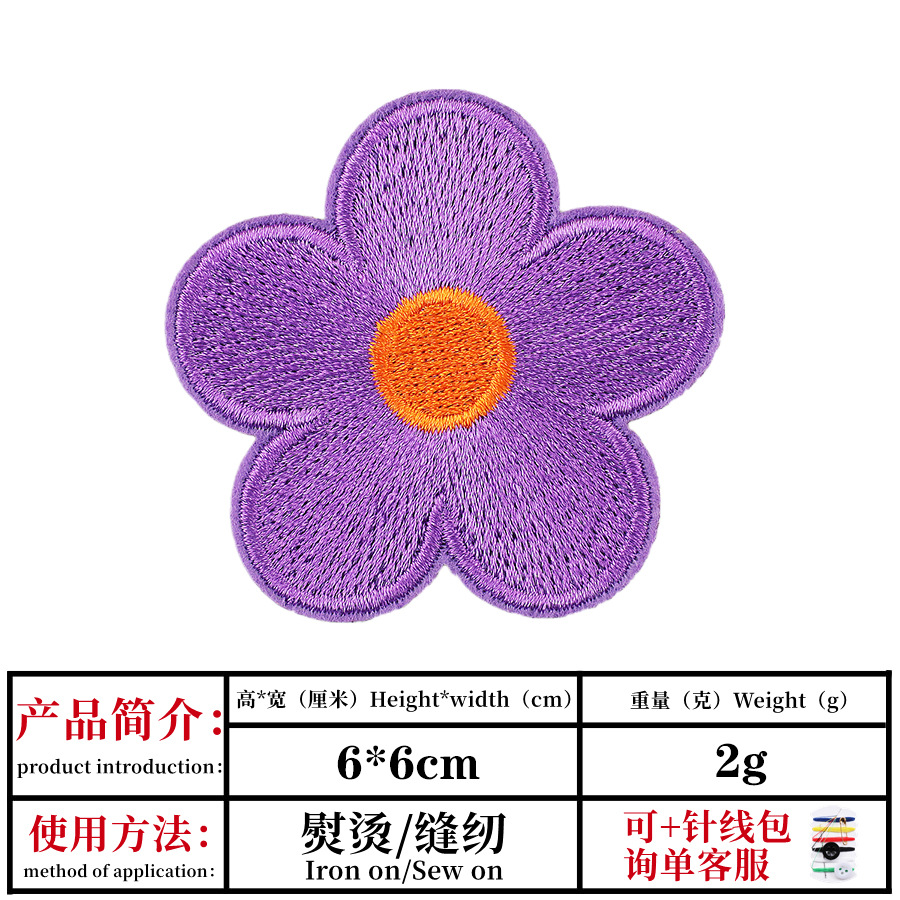 产品简介:
product introduction:
高*宽（厘米）Height*width（cm）
重量（克）Weight（g）
6*6cm
2g
使用方法:
method of application:
熨烫/缝纫
Iron on/Sew on
可+针线包
询单客服